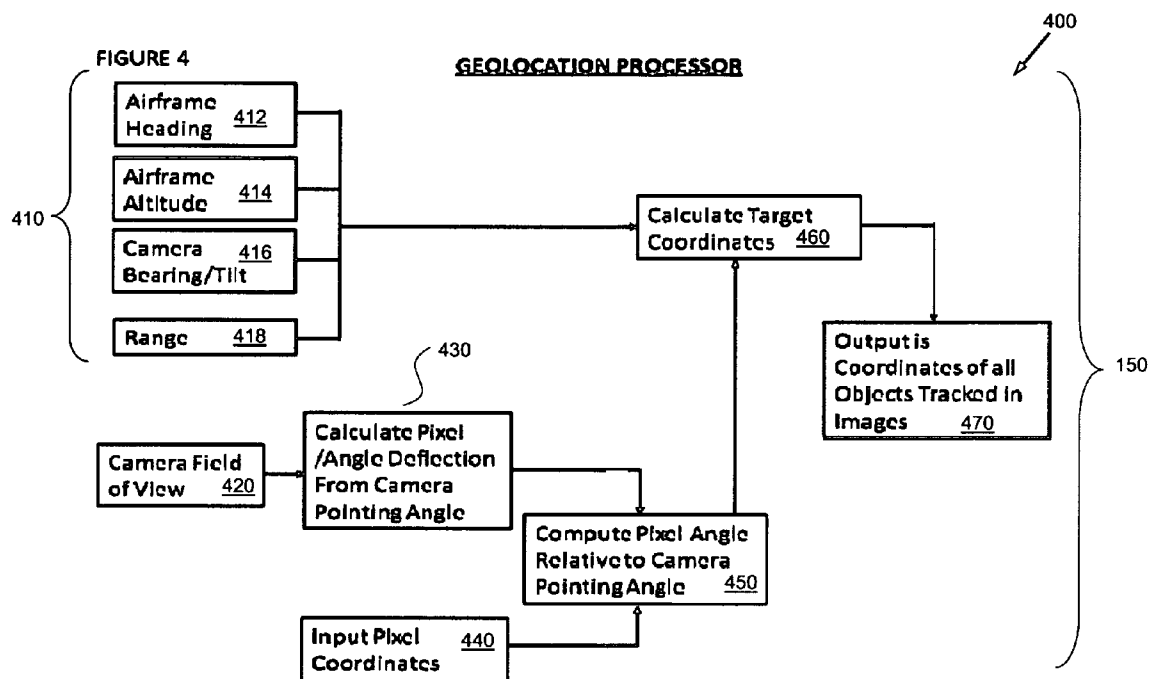 400
FIGURE 4
GEOLOCATION PROCESSOR
Airframe
Heading 412
Airframe
Altitude 414
410
Camera 416
Bearing/Tilt
Range 418
Calculate Target
Coordinates 460
Output is
Coordinates of all
Objects Tracked in
Images 470
150
430
Calculate Pixel
/Angle Deflection
From Camera
Pointing Angle
Camera Field
of View 420
Compute Pixel Angle
Relative to Camera
Pointing Angle 450
Input Pixel 440
Coordinates